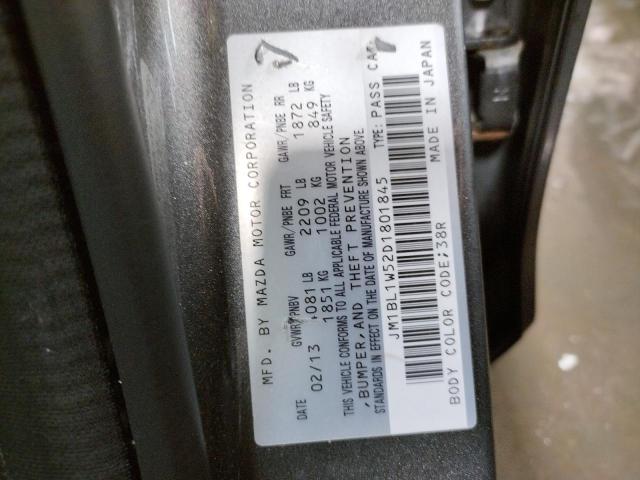 MFD. BY MAZDA MOTOR CORPORATION
DATE GVWR/PNBV GAWR/PNBE FRT GAWR/PNBE RR
02/13 081 LB 2209 LB 1872 LB
1851 KG 1002 KG 849 KG
THIS VEHICLE CONFORMS TO ALL APPLICABLE FEDERAL MOTOR VEHICLE SAFETY
,BUMPER,AND THEFT PREVENTION
STANDARDS IN EFFECT ON THE DATE OF MANUFACTURE SHOWN ABOVE.
JM1BL1W52D1801845 TYPE: PASS CAR
BODY COLOR CODE;38R MADE IN JAPAN